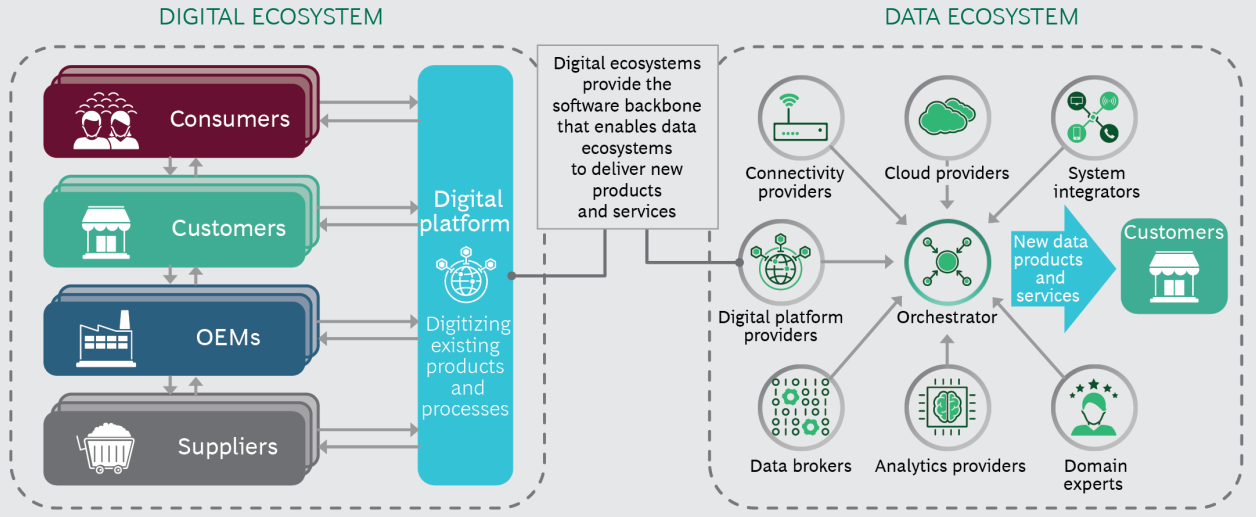 DIGITAL ECOSYSTEM
Consumers
Customers
OEMs
Suppliers
Digital
platform
Digitizing
existing
products
and
processes
Digital ecosystems
provide the
software backbone
that enables data
ecosystems
to deliver new
products
and services
DATA ECOSYSTEM
Connectivity
providers
Cloud providers
System
integrators
Digital platform
providers
Orchestrator
New data
products
and
services
Customers
Data brokers
Analytics providers
Domain
experts